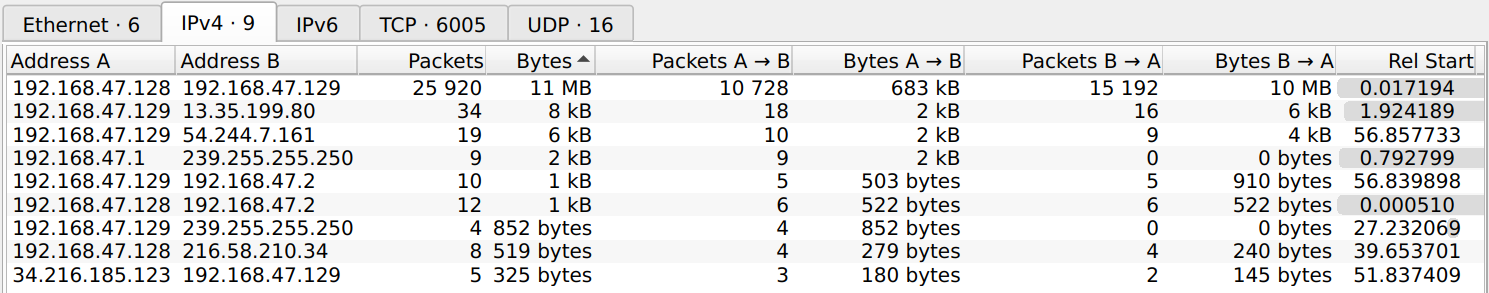 Ethernet · 6 IPv4 · 9 IPv6 TCP · 6005 UDP · 16
Address A Address B Packets Bytes Packets A → B Bytes A → B Packets B → A Bytes B → A Rel Start
192.168.47.128 192.168.47.129 25 920 11 MB 10 728 683 kB 15 192 10 MB 0.017194
192.168.47.129 13.35.199.80 34 8 kB 18 2 kB 16 6 kB 1.924189
192.168.47.129 54.244.7.161 19 6 kB 10 2 kB 9 4 kB 56.857733
192.168.47.1 239.255.255.250 9 2 kB 9 2 kB 0 0 bytes 0.792799
192.168.47.129 192.168.47.2 10 1 kB 5 503 bytes 5 910 bytes 56.839898
192.168.47.128 192.168.47.2 12 1 kB 6 522 bytes 6 522 bytes 0.000510
192.168.47.129 239.255.255.250 4 852 bytes 4 852 bytes 0 0 bytes 27.232069
192.168.47.128 216.58.210.34 8 519 bytes 4 279 bytes 4 240 bytes 39.653701
34.216.185.123 192.168.47.129 5 325 bytes 3 180 bytes 2 145 bytes 51.837409